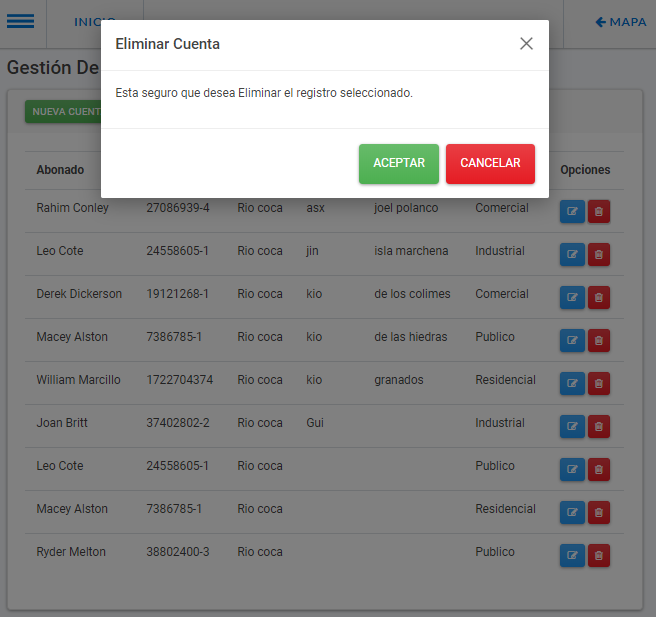 INICIO
MAPA
Eliminar Cuenta
Gestión De
Esta seguro que desea Eliminar el registro seleccionado.
NUEVA CUENT
ACEPTAR CANCELAR
Abonado Opciones
Rahim Conley 27086939-4 Rio coca asx joel polanco Comercial
Leo Cote 24558605-1 Rio coca jin isla marchena Industrial
Derek Dickerson 19121268-1 Rio coca kio de los colimes Comercial
Macey Alston 7386785-1 Rio coca kio de las hiedras Publico
William Marcillo 1722704374 Rio coca kio granados Residencial
Joan Britt 37402802-2 Rio coca Gui Industrial
Leo Cote 24558605-1 Rio coca Publico
Macey Alston 7386785-1 Rio coca Residencial
Ryder Melton 38802400-3 Rio coca Publico